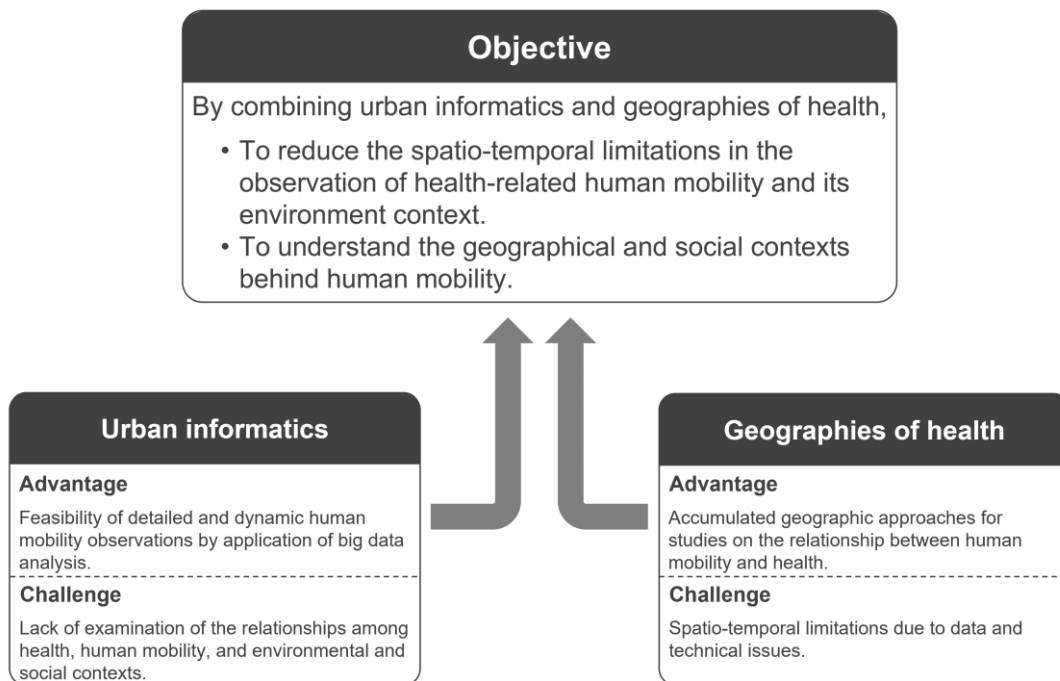 Objective
By combining urban informatics and geographies of health,
• To reduce the spatio-temporal limitations in the
observation of health-related human mobility and its
environment context.
• To understand the geographical and social contexts
behind human mobility.
Urban informatics
Advantage
Feasibility of detailed and dynamic human
mobility observations by application of big data
analysis.
Challenge
Lack of examination of the relationships among
health, human mobility, and environmental and
social contexts.
Geographies of health
Advantage
Accumulated geographic approaches for
studies on the relationship between human
mobility and health.
Challenge
Spatio-temporal limitations due to data and
technical issues.